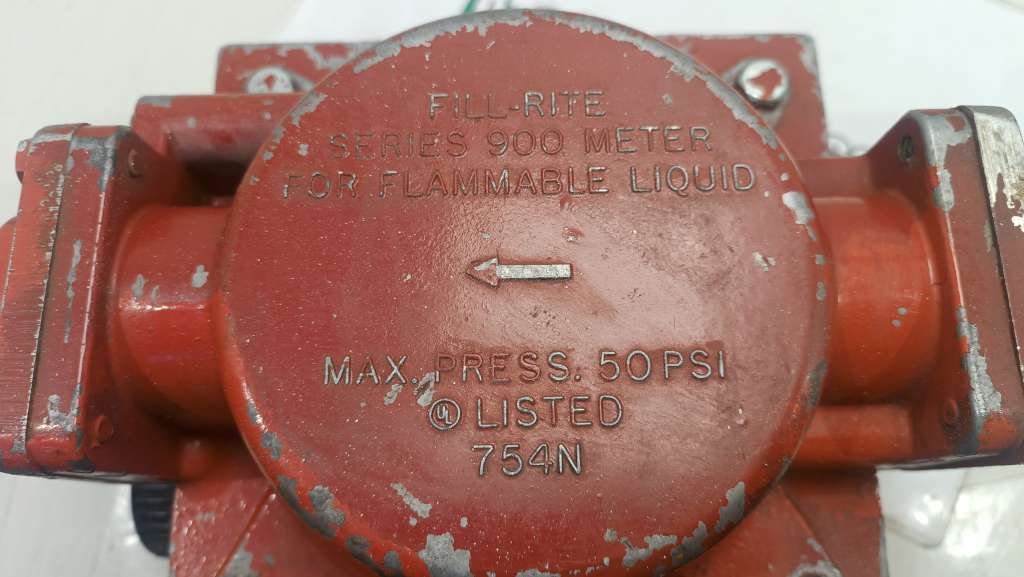 FILL-RITE
SERIES 900 METER
FOR FLAMMABLE LIQUID
MAX. PRESS. 50 PSI
UL LISTED
754N